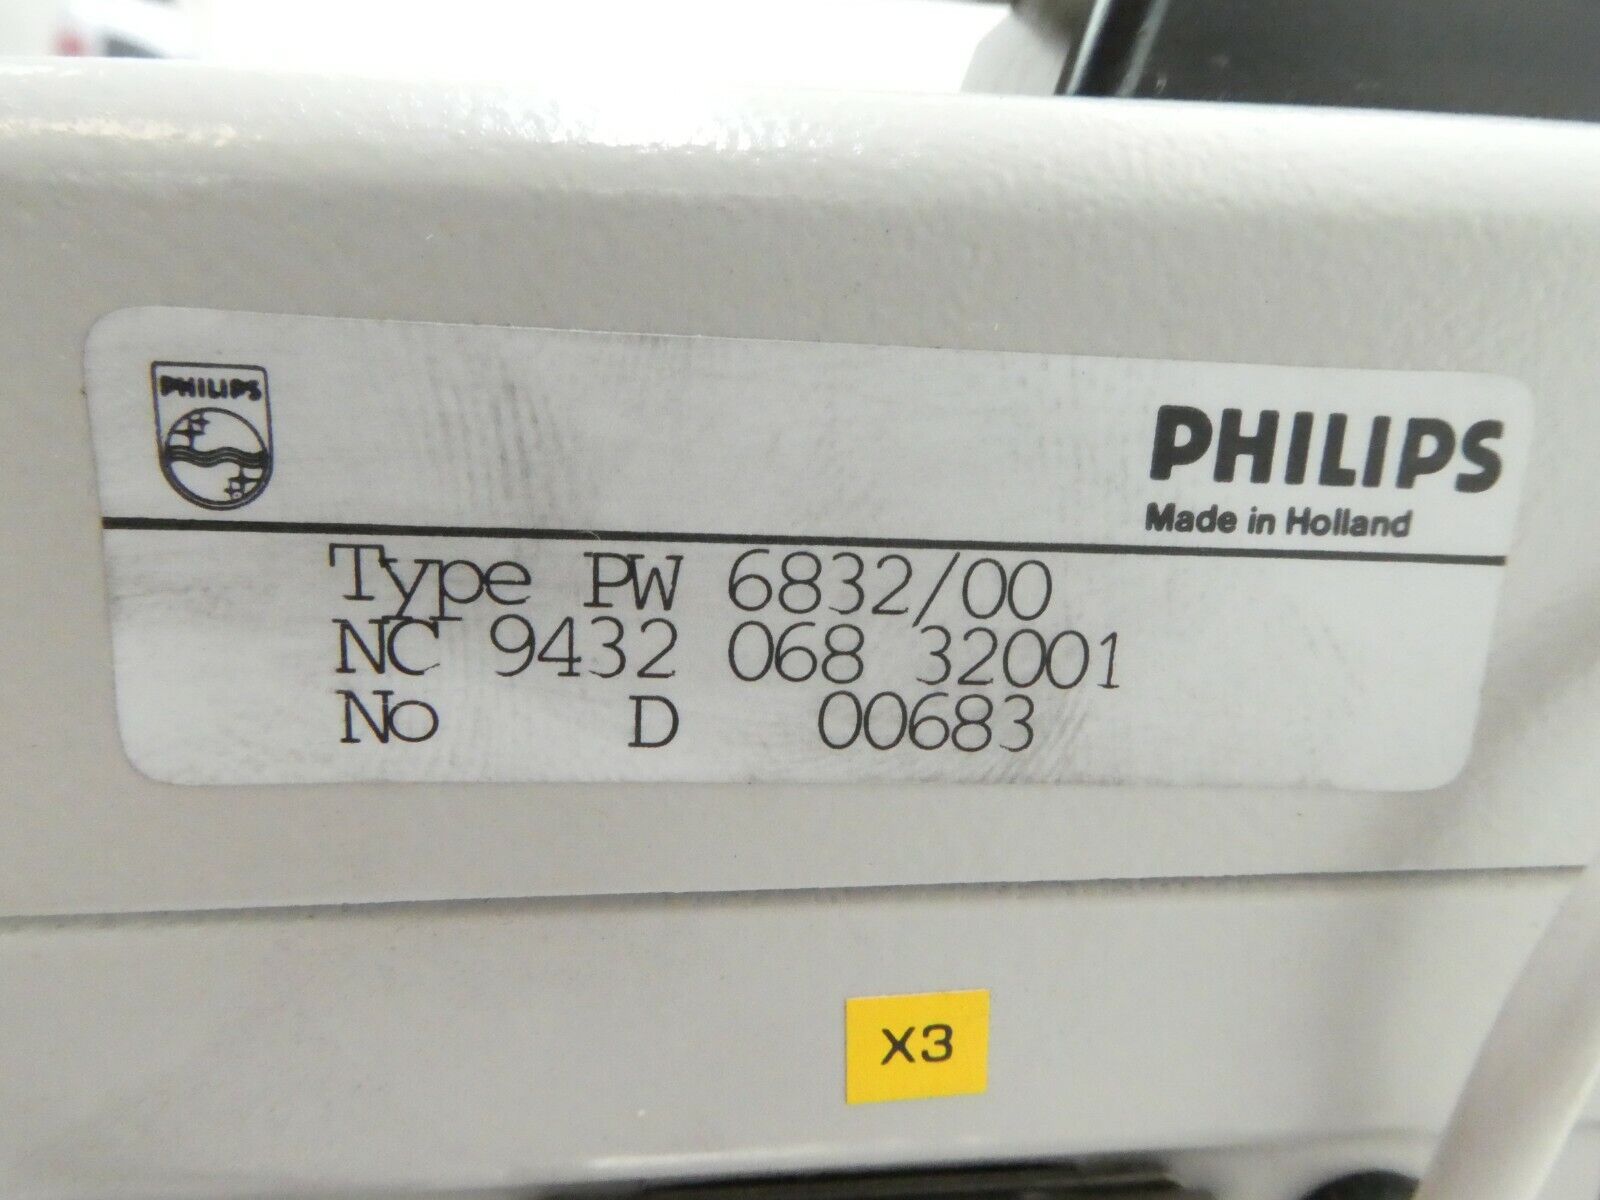 PHILIPS
PHILIPS
Made in Holland
Type PW 6832/00
NC 9432 068 32001
No D 00683
X3